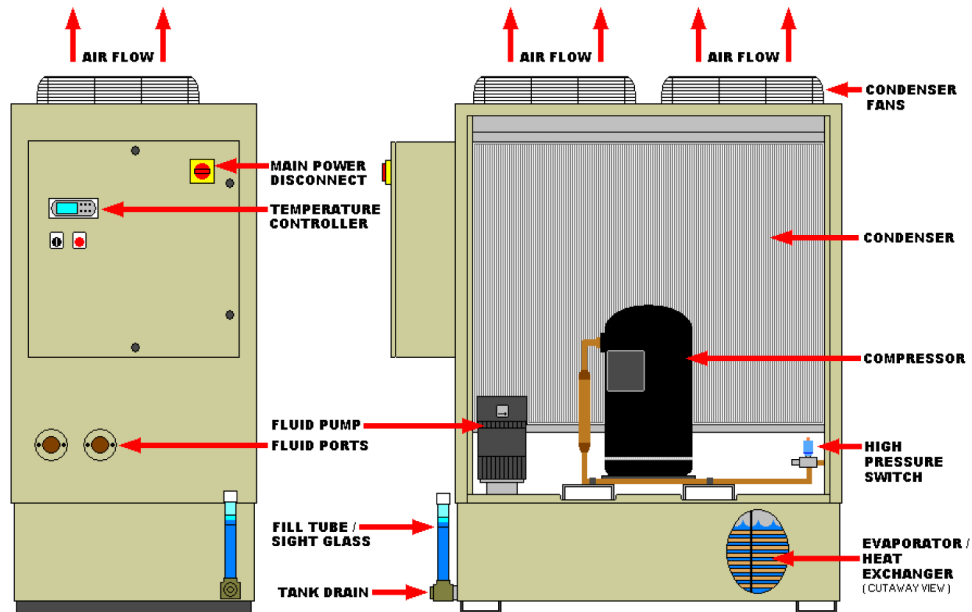 AIR FLOW
AIR FLOW
AIR FLOW
CONDENSER
FANS
MAIN POWER
DISCONNECT
TEMPERATURE
CONTROLLER
CONDENSER
COMPRESSOR
FLUID PUMP
FLUID PORTS
HIGH
PRESSURE
SWITCH
FILL TUBE /
SIGHT GLASS
EVAPORATOR /
HEAT
EXCHANGER
(CUTAWAY VIEW)
TANK DRAIN